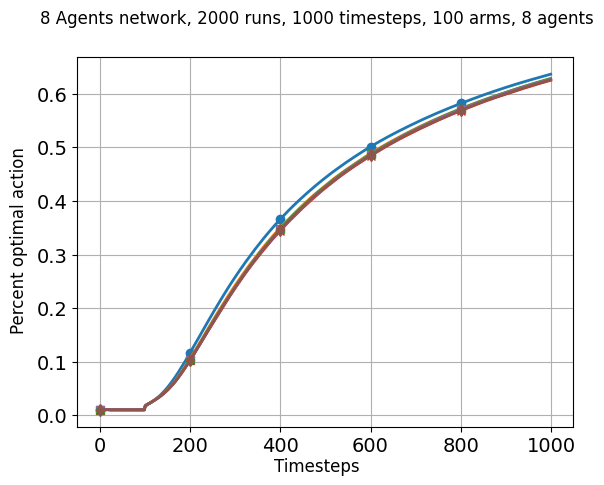 8 Agents network, 2000 runs, 1000 timesteps, 100 arms, 8 agents
Percent optimal action
0.6
0.5
0.4
0.3
0.2
0.1
0.0
0 200 400 600 800 1000
Timesteps